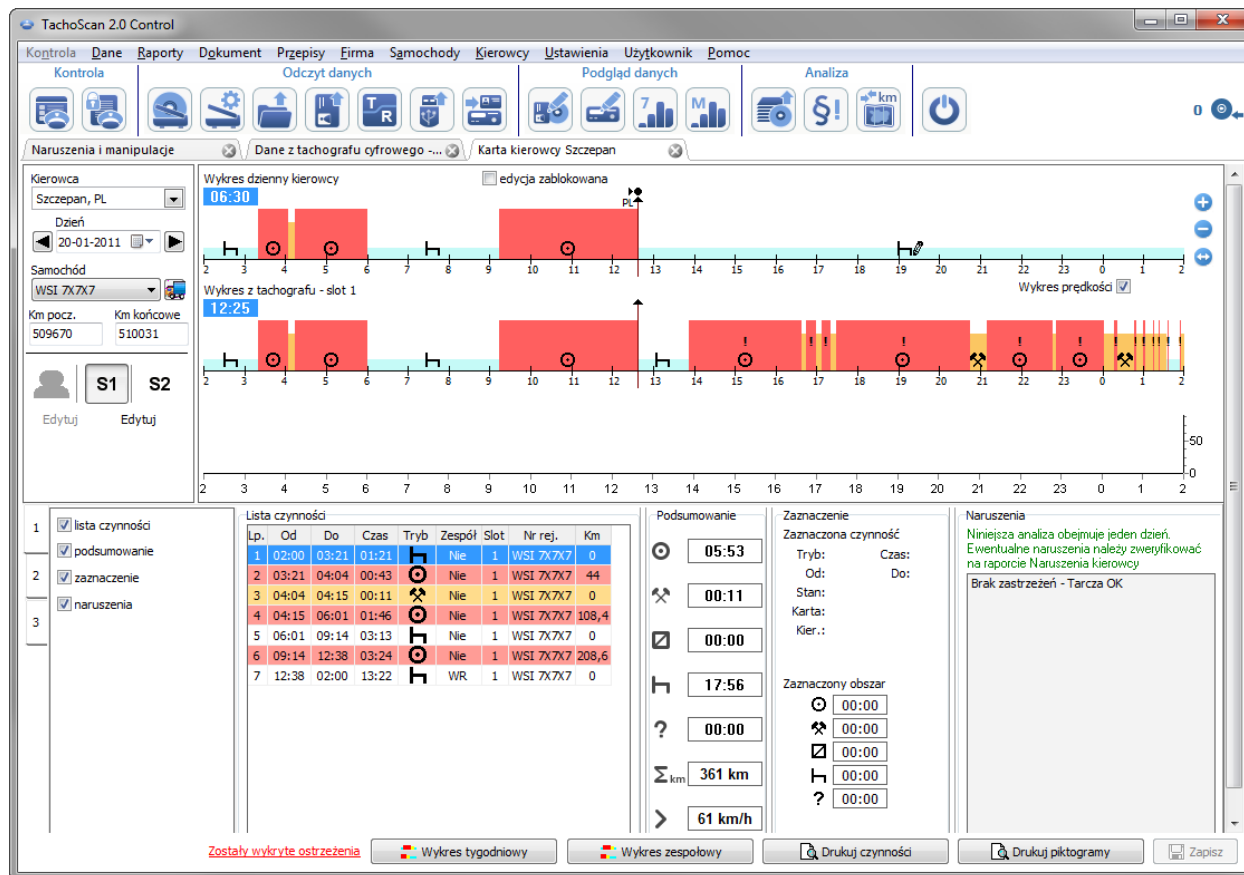 TachoScan 2.0 Control
Kontrola Dane Raporty Dokument Przepisy Firma Samochody Kierowcy Ustawienia Użytkownik Pomoc
Kontrola Odczyt danych Podgląd danych Analiza
T R 7 M §! km 0
Naruszenia i manipulacje Dane z tachografu cyfrowego -... Karta kierowcy Szczepan
Kierowca
Szczepan, PL
Dzień
20-01-2011
Samochód
WSI 7X7X7
Km pocz. Km końcowe
509670 510031
S1 S2
Edytuj Edytuj
Wykres dzienny kierowcy edycja zablokowana
06:30
PL
2 3 4 5 6 7 8 9 10 11 12 13 14 15 16 17 18 19 20 21 22 23 0 1 2
Wykres z tachografu - slot 1 Wykres prędkości
12:25
! ! ! ! ! ! ! ! ! ! ! !
2 3 4 5 6 7 8 9 10 11 12 13 14 15 16 17 18 19 20 21 22 23 0 1 2
50
0
2 3 4 5 6 7 8 9 10 11 12 13 14 15 16 17 18 19 20 21 22 23 0 1 2
1
2
3
lista czynności
podsumowanie
zaznaczenie
naruszenia
Lista czynności
Lp. Od Do Czas Tryb Zespół Slot Nr rej. Km
1 02:00 03:21 01:21 Nie 1 WSI 7X7X7 0
2 03:21 04:04 00:43 Nie 1 WSI 7X7X7 44
3 04:04 04:15 00:11 Nie 1 WSI 7X7X7 0
4 04:15 06:01 01:46 Nie 1 WSI 7X7X7 108,4
5 06:01 09:14 03:13 Nie 1 WSI 7X7X7 0
6 09:14 12:38 03:24 Nie 1 WSI 7X7X7 208,6
7 12:38 02:00 13:22 WR 1 WSI 7X7X7 0
Podsumowanie
05:53
00:11
00:00
17:56
? 00:00
Σkm 361 km
61 km/h
Zaznaczenie
Zaznaczona czynność
Tryb: Czas:
Od: Do:
Stan:
Karta:
Kier.:
Zaznaczony obszar
00:00
00:00
00:00
00:00
? 00:00
Naruszenia
Niniejsza analiza obejmuje jeden dzień.
Ewentualne naruszenia należy zweryfikować
na raporcie Naruszenia kierowcy
Brak zastrzeżeń - Tarcza OK
Zostały wykryte ostrzeżenia Wykres tygodniowy Wykres zespołowy Drukuj czynności Drukuj piktogramy Zapisz